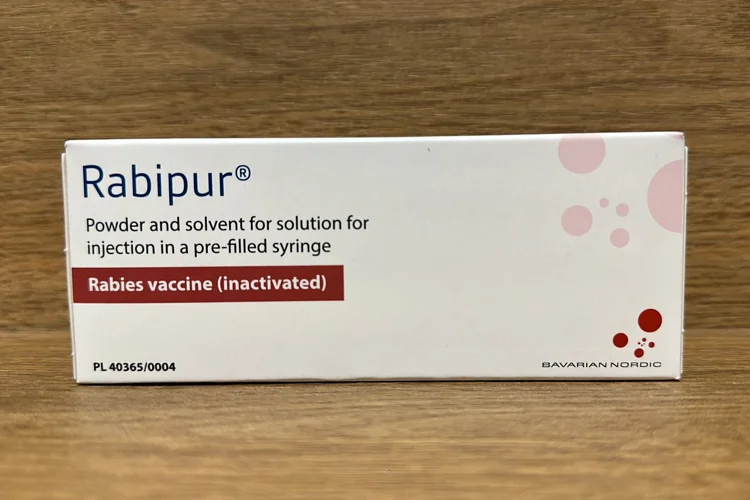 Rabipur®
Powder and solvent for solution for
injection in a pre-filled syringe
Rabies vaccine (inactivated)
PL 40365/0004
BAVARIAN NORDIC